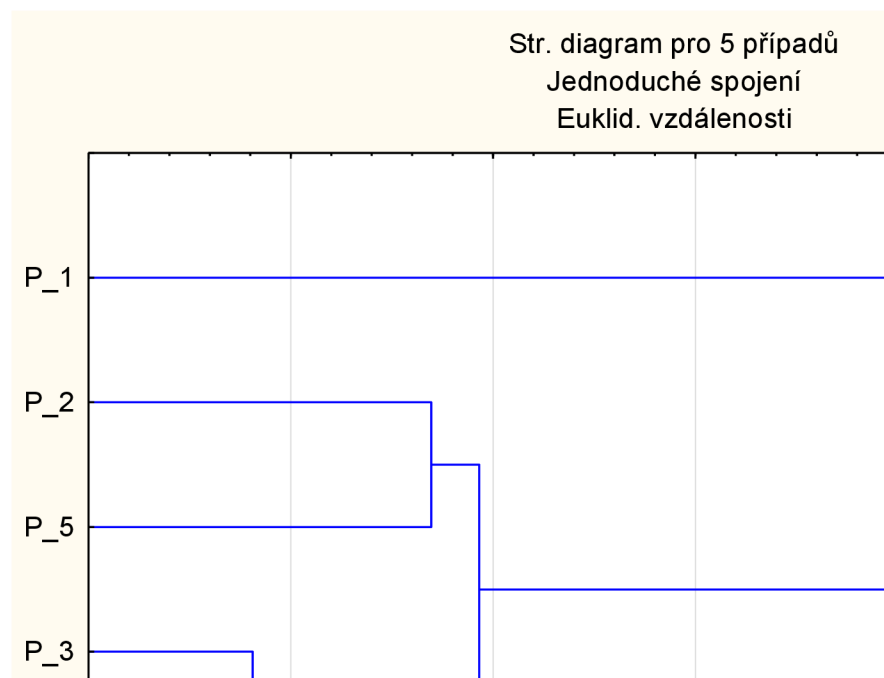 Str. diagram pro 5 případů
Jednoduché spojení
Euklid. vzdálenosti
P_1
P_2
P_5
P_3